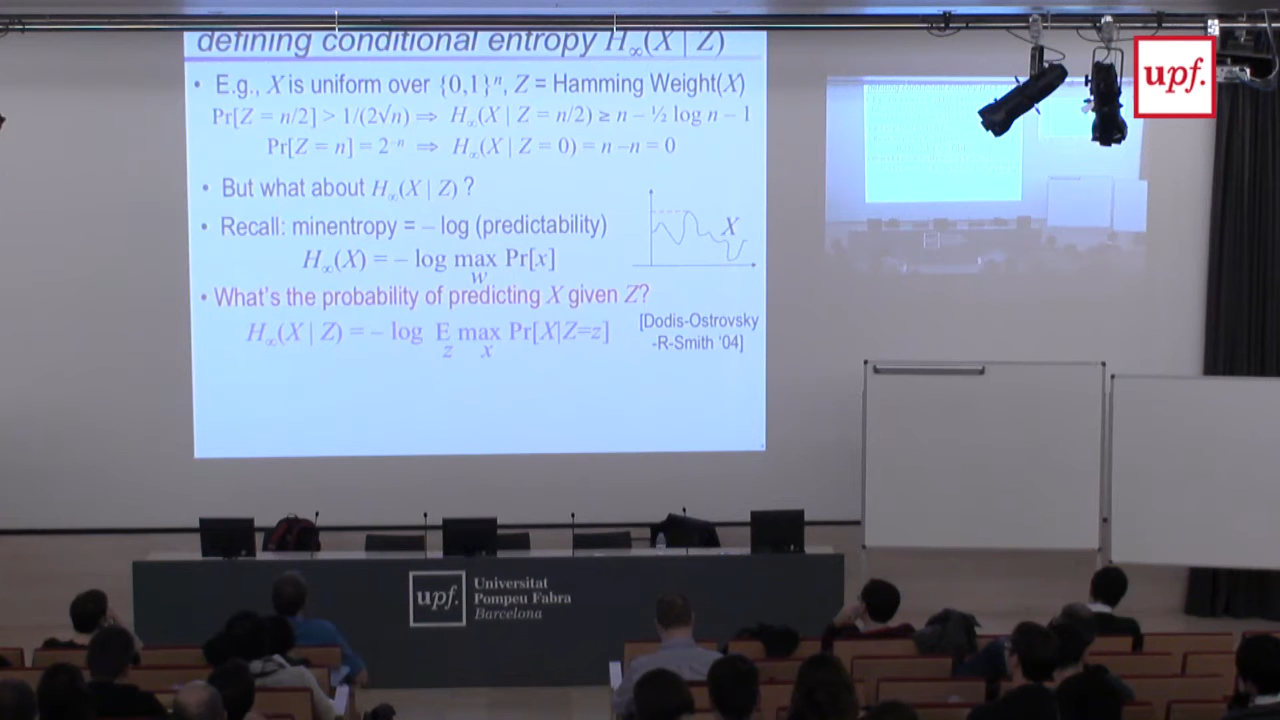 defining conditional entropy H∞(X | Z)
• E.g., X is uniform over {0,1}ⁿ, Z = Hamming Weight(X)
Pr[Z = n/2] > 1/(2√n) ⇒ H∞(X | Z = n/2) ≥ n – ½ log n – 1
Pr[Z = n] = 2⁻ⁿ ⇒ H∞(X | Z = 0) = n –n = 0
• But what about H∞(X | Z) ?
• Recall: minentropy = – log (predictability)
X
H∞(X) = – log max Pr[x]
W
• What's the probability of predicting X given Z?
H∞(X | Z) = – log E max Pr[X|Z=z]
z x
[Dodis-Ostrovsky
-R-Smith '04]
upf.
upf.
Universitat
Pompeu Fabra
Barcelona